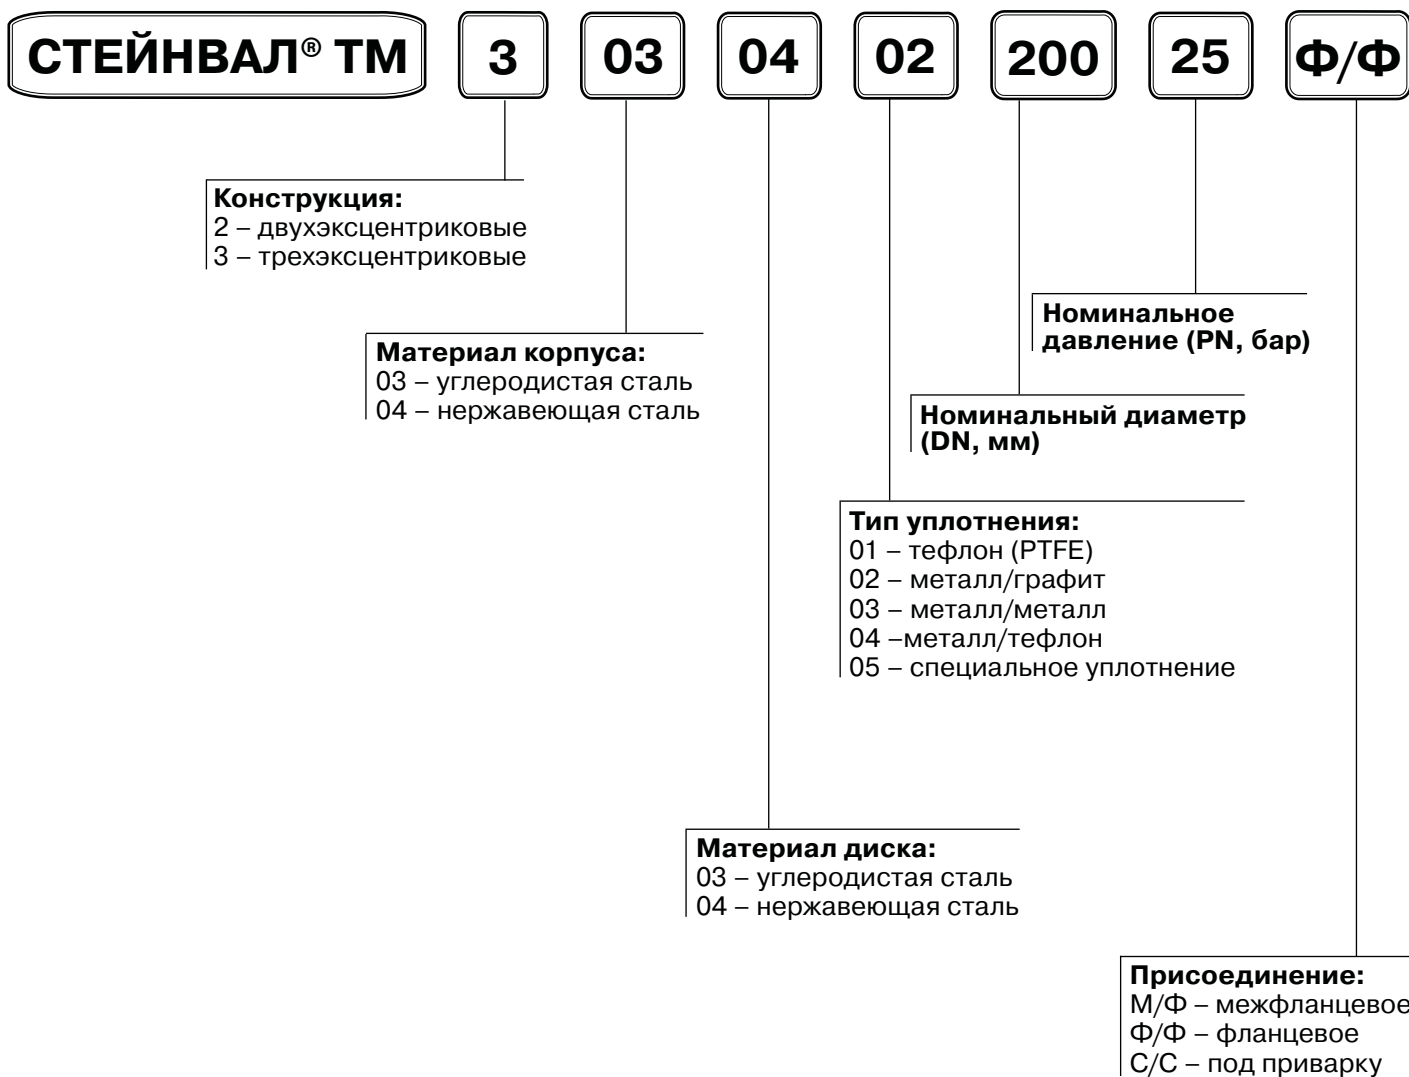 СТЕЙНВАЛ® ТМ 3 03 04 02 200 25 Ф/Ф
Конструкция:
2 – двухэксцентриковые
3 – трехэксцентриковые
Номинальное
давление (PN, бар)
Материал корпуса:
03 – углеродистая сталь
04 – нержавеющая сталь
Номинальный диаметр
(DN, мм)
Тип уплотнения:
01 – тефлон (PTFE)
02 – металл/графит
03 – металл/металл
04 –металл/тефлон
05 – специальное уплотнение
Материал диска:
03 – углеродистая сталь
04 – нержавеющая сталь
Присоединение:
М/Ф – межфланцевое
Ф/Ф – фланцевое
С/С – под приварку